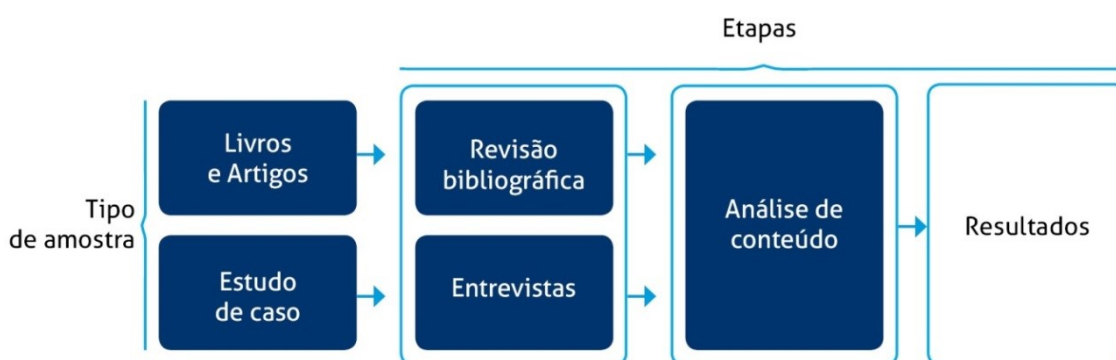 Etapas
Livros
e Artigos
Revisão
bibliográfica
Tipo
de amostra
Análise de
conteúdo
Resultados
Estudo
de caso
Entrevistas